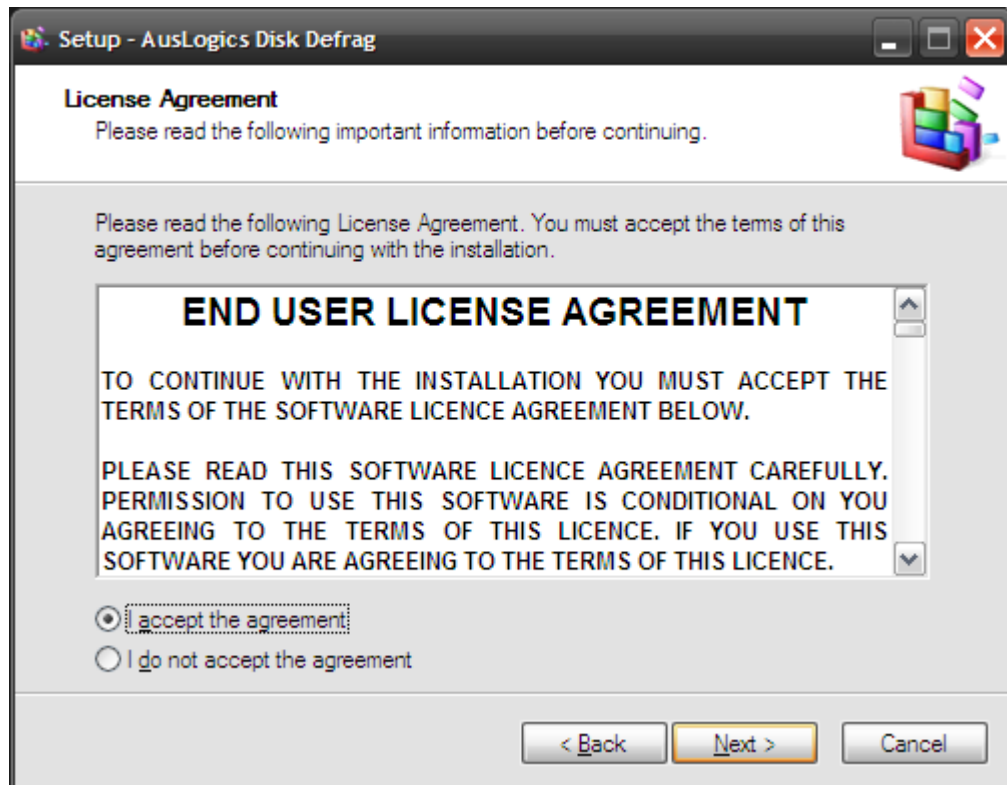 Setup - AusLogics Disk Defrag
License Agreement
Please read the following important information before continuing.
Please read the following License Agreement. You must accept the terms of this
agreement before continuing with the installation.
END USER LICENSE AGREEMENT
TO CONTINUE WITH THE INSTALLATION YOU MUST ACCEPT THE
TERMS OF THE SOFTWARE LICENCE AGREEMENT BELOW.
PLEASE READ THIS SOFTWARE LICENCE AGREEMENT CAREFULLY.
PERMISSION TO USE THIS SOFTWARE IS CONDITIONAL ON YOU
AGREEING TO THE TERMS OF THIS LICENCE. IF YOU USE THIS
SOFTWARE YOU ARE AGREEING TO THE TERMS OF THIS LICENCE.
I accept the agreement
I do not accept the agreement
< Back Next > Cancel